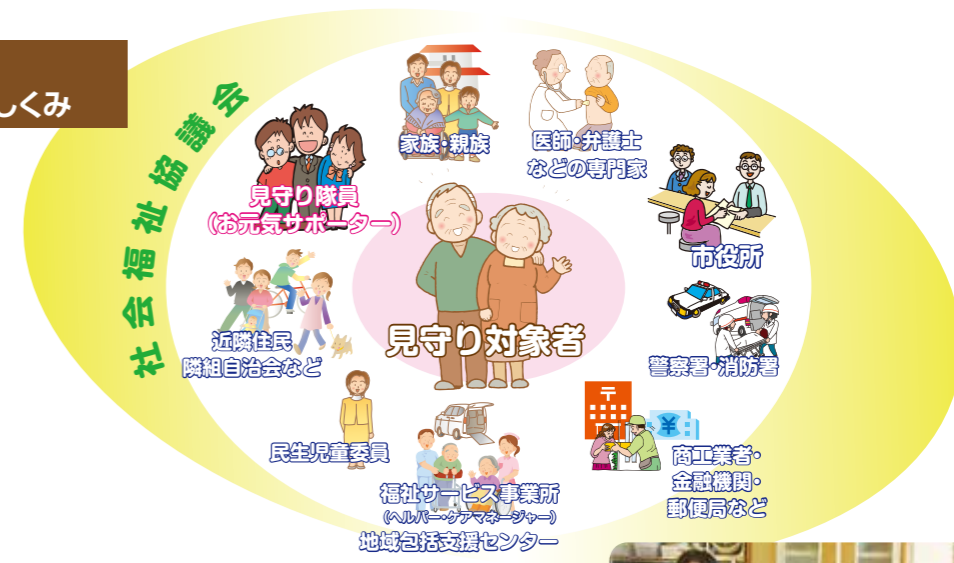 しくみ
社会福祉協議会
家族・親族
医師・弁護士
などの専門家
見守り隊員
(お元気サポーター)
市役所
見守り対象者
近隣住民
隣組自治会など
警察署・消防署
〒
¥
民生児童委員
商工業者・
金融機関・
郵便局など
福祉サービス事業所
(ヘルパー・ケアマネージャー)
地域包括支援センター